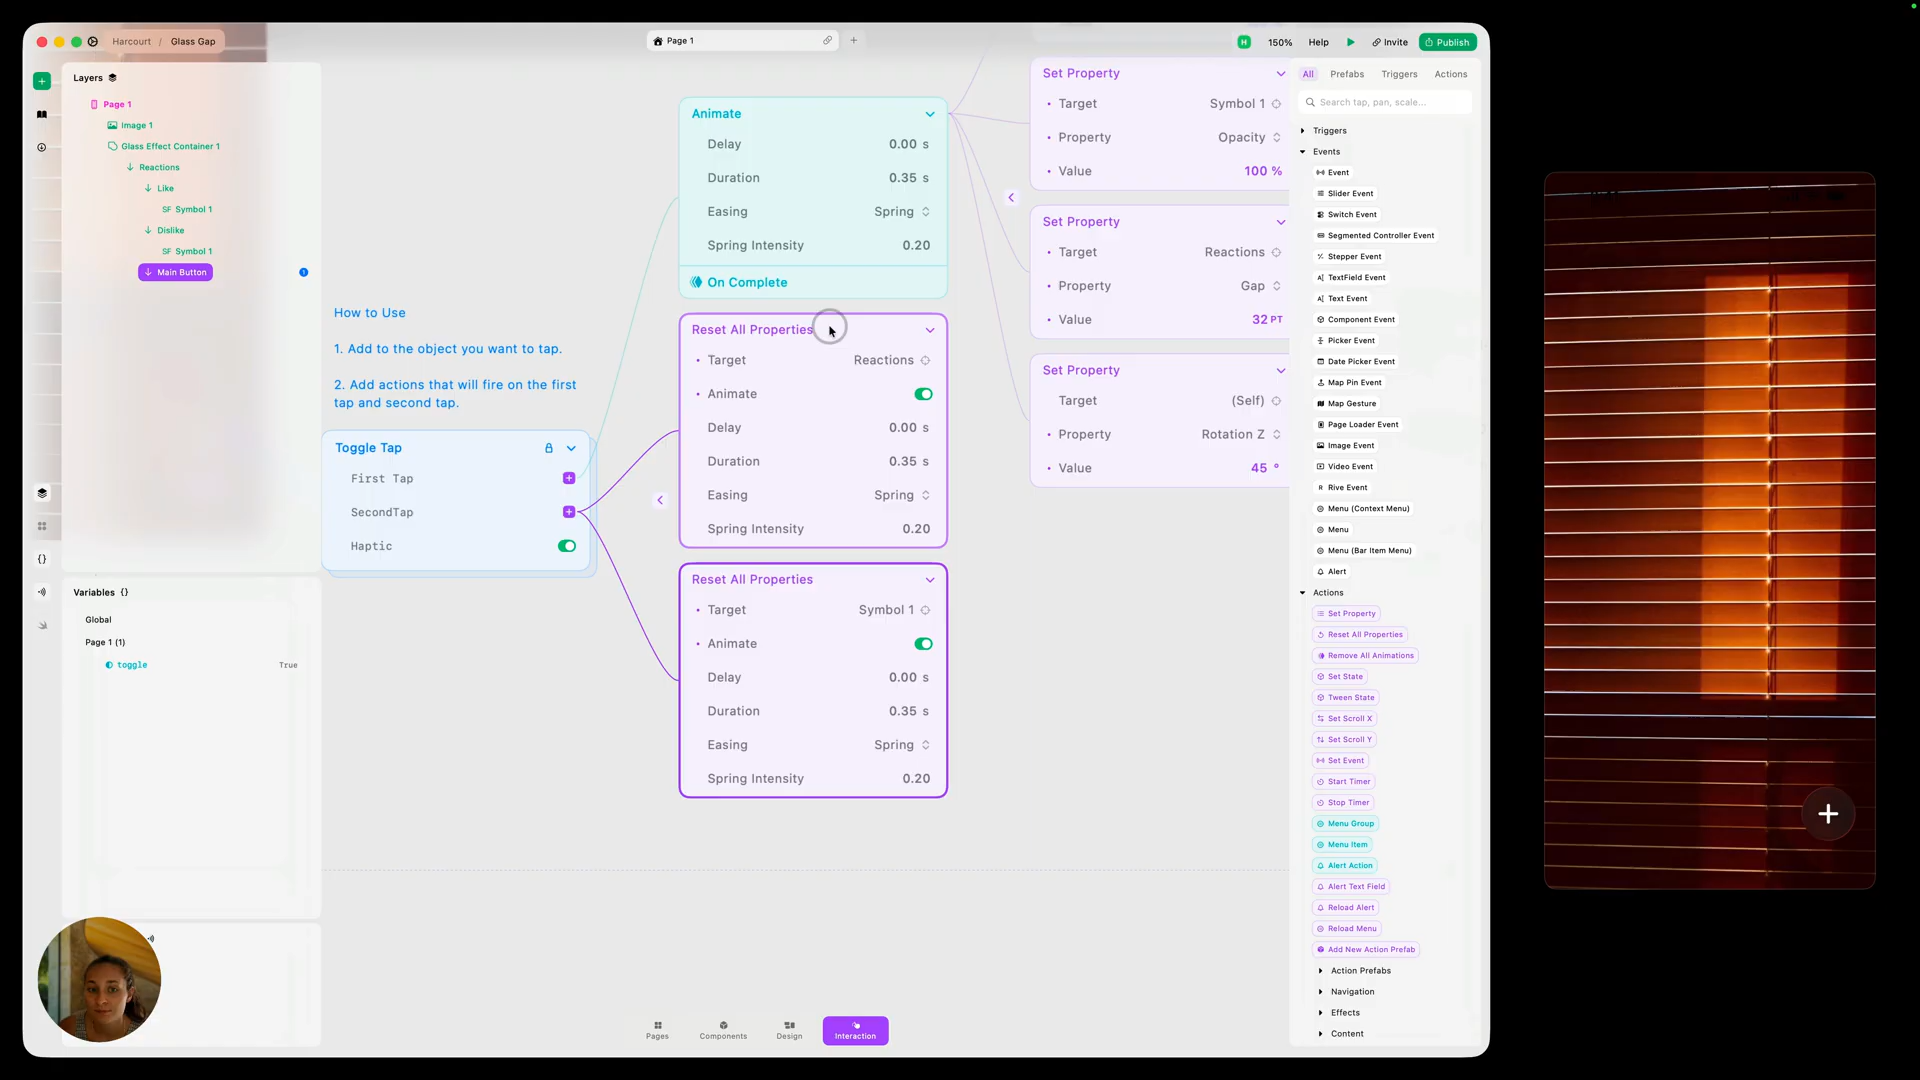 Harcourt / Glass Gap
Page 1
150%
Help
Invite
Publish
Layers
Page 1
Image 1
Glass Effect Container 1
Reactions
Like
SF Symbol 1
Dislike
SF Symbol 1
Main Button
1
Variables {}
Global
Page 1 (1)
toggle True
How to Use
1. Add to the object you want to tap.
2. Add actions that will fire on the first
tap and second tap.
Toggle Tap
First Tap
SecondTap
Haptic
Animate
Delay 0.00 s
Duration 0.35 s
Easing Spring
Spring Intensity 0.20
On Complete
Reset All Properties
Target Reactions
Animate
Delay 0.00 s
Duration 0.35 s
Easing Spring
Spring Intensity 0.20
Reset All Properties
Target Symbol 1
Animate
Delay 0.00 s
Duration 0.35 s
Easing Spring
Spring Intensity 0.20
Set Property
Target Symbol 1
Property Opacity
Value 100 %
Set Property
Target Reactions
Property Gap
Value 32 PT
Set Property
Target (Self)
Property Rotation Z
Value 45 °
All Prefabs Triggers Actions
Search tap, pan, scale...
Triggers
Events
Event
Slider Event
Switch Event
Segmented Controller Event
Stepper Event
TextField Event
Text Event
Component Event
Picker Event
Date Picker Event
Map Pin Event
Map Gesture
Page Loader Event
Image Event
Video Event
Rive Event
Menu (Context Menu)
Menu
Menu (Bar Item Menu)
Alert
Actions
Set Property
Reset All Properties
Remove All Animations
Set State
Tween State
Set Scroll X
Set Scroll Y
Set Event
Start Timer
Stop Timer
Menu Group
Menu Item
Alert Action
Alert Text Field
Reload Alert
Reload Menu
Add New Action Prefab
Action Prefabs
Navigation
Effects
Content
Pages
Components
Design
Interaction